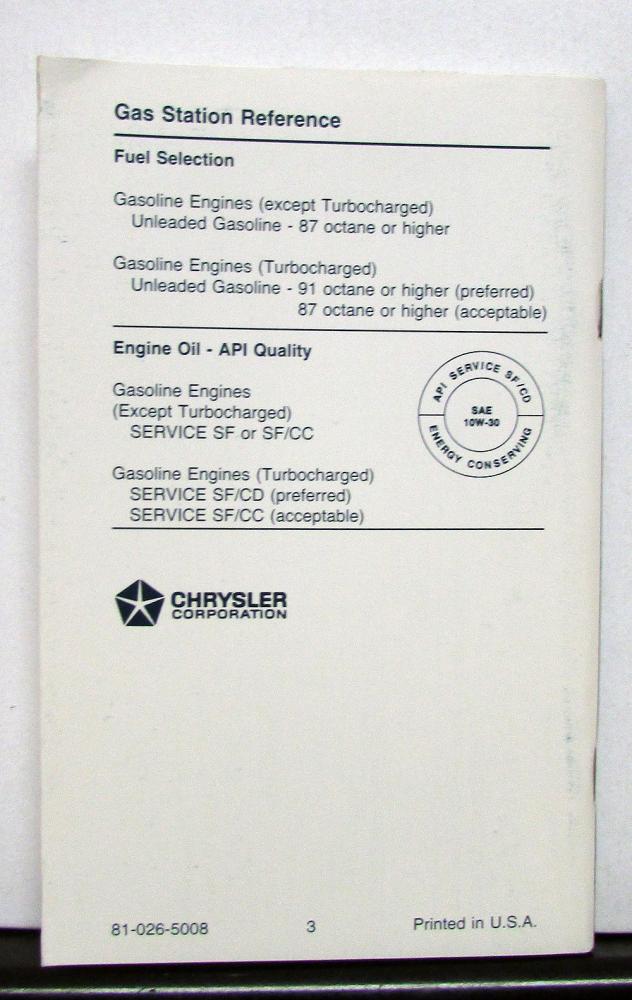 Gas Station Reference
Fuel Selection
Gasoline Engines (except Turbocharged)
Unleaded Gasoline - 87 octane or higher
Gasoline Engines (Turbocharged)
Unleaded Gasoline - 91 octane or higher (preferred)
87 octane or higher (acceptable)
Engine Oil - API Quality
Gasoline Engines
(Except Turbocharged)
SERVICE SF or SF/CC
Gasoline Engines (Turbocharged)
SERVICE SF/CD (preferred)
SERVICE SF/CC (acceptable)
API SERVICE SF/CD
SAE
10W-30
ENERGY CONSERVING
CHRYSLER
CORPORATION
81-026-5008 3 Printed in U.S.A.